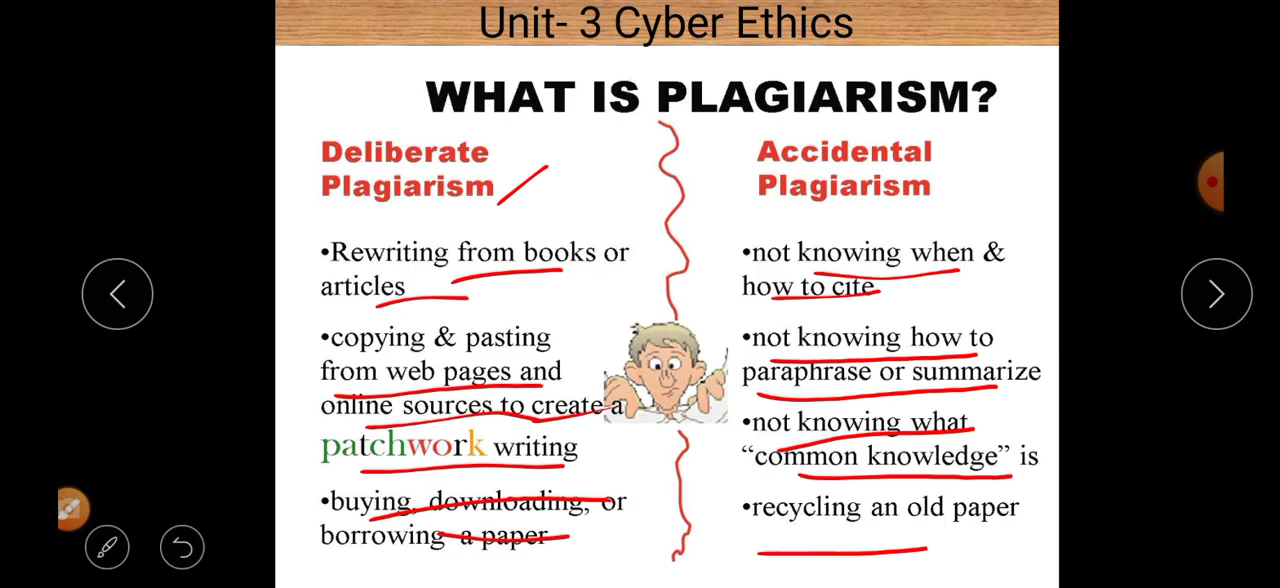 Unit- 3 Cyber Ethics
WHAT IS PLAGIARISM?
Deliberate
Plagiarism
•Rewriting from books or
articles
•copying & pasting
from web pages and
online sources to create a
patchwork writing
•buying, downloading, or
borrowing a paper
Accidental
Plagiarism
•not knowing when &
how to cite
•not knowing how to
paraphrase or summarize
•not knowing what
“common knowledge” is
•recycling an old paper